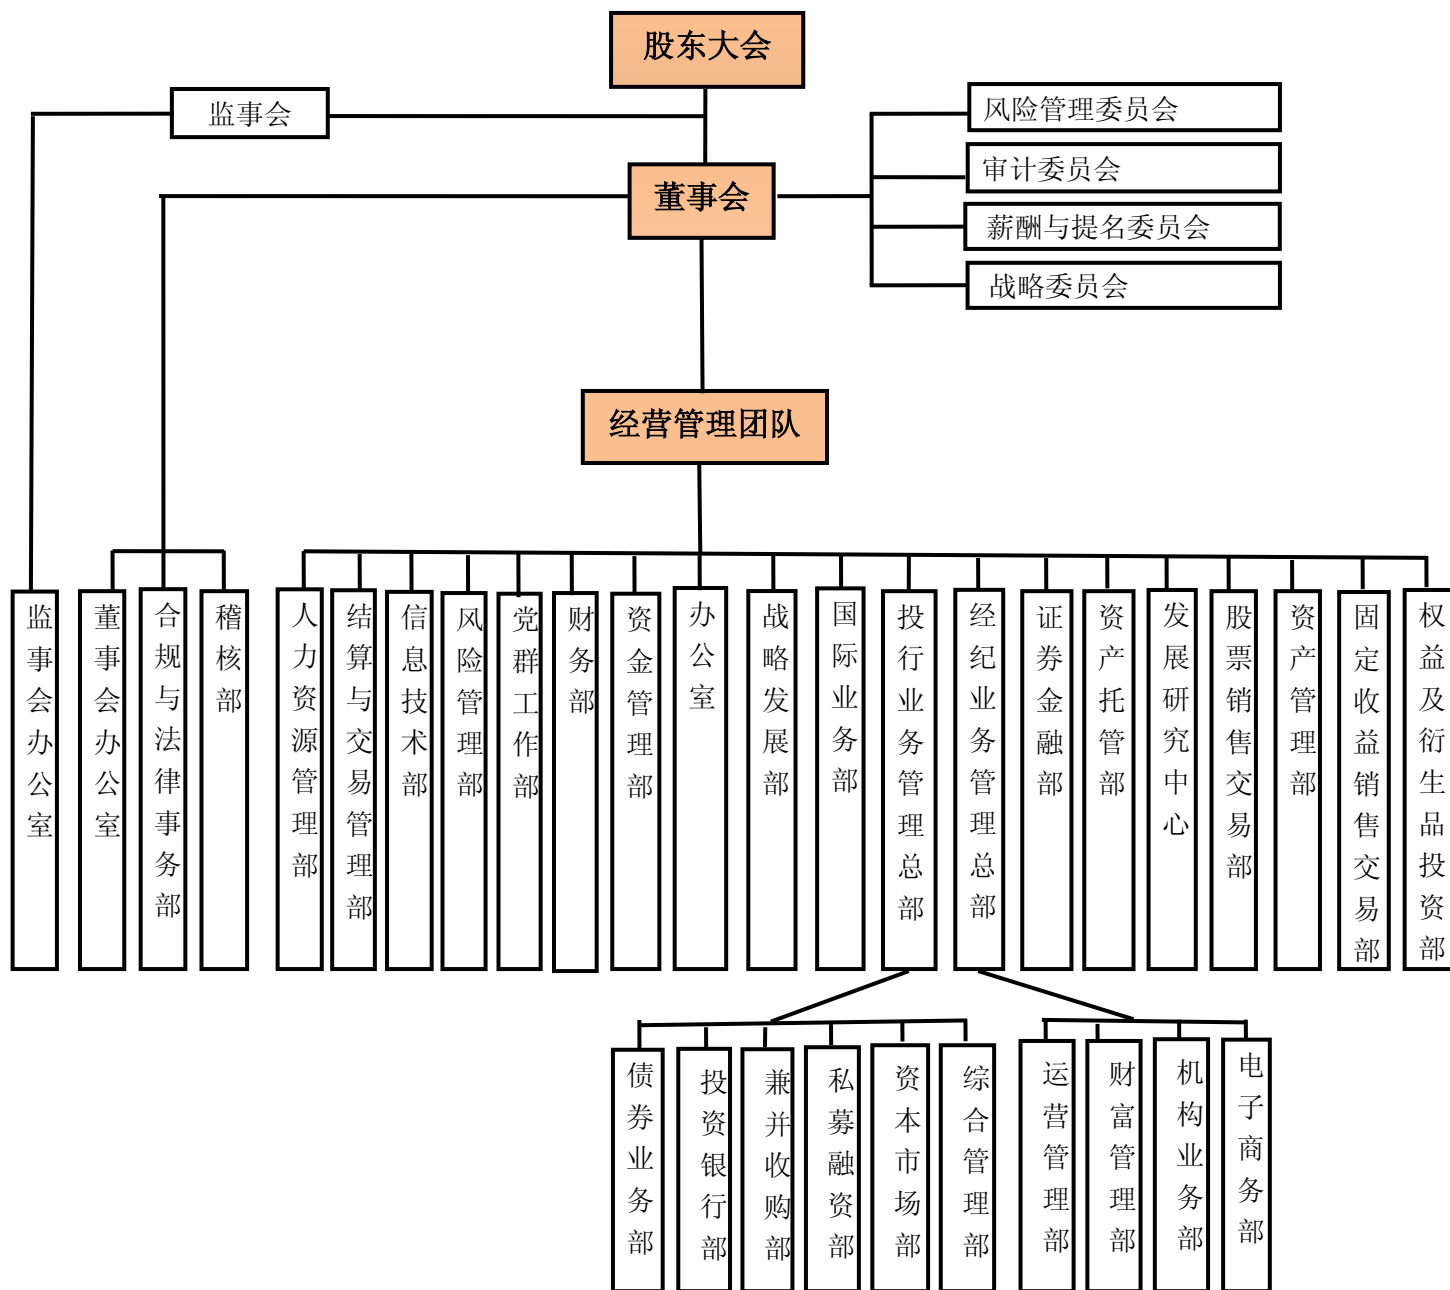 股东大会
监事会
风险管理委员会
审计委员会
董事会
薪酬与提名委员会
战略委员会
经营管理团队
监事会办公室
董事会办公室
合规与法律事务部
稽核部
人力资源管理部
结算与交易管理部
信息技术部
风险管理部
党群工作部
财务部
资金管理部
办公室
战略发展部
国际业务部
投行业务管理总部
经纪业务管理总部
证券金融部
资产托管部
发展研究中心
股票销售交易部
资产管理部
固定收益销售交易部
权益及衍生品投资部
债券业务部
投资银行部
兼并收购部
私募融资部
资本市场部
综合管理部
运营管理部
财富管理部
机构业务部
电子商务部